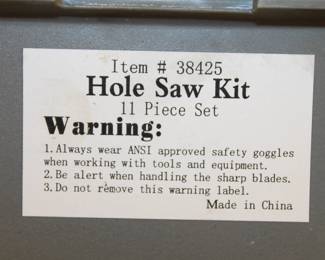 Item # 38425
Hole Saw Kit
11 Piece Set
Warning:
1. Always wear ANSI approved safety goggles
when working with tools and equipment.
2. Be alert when handling the sharp blades.
3. Do not remove this warning label.
Made in China